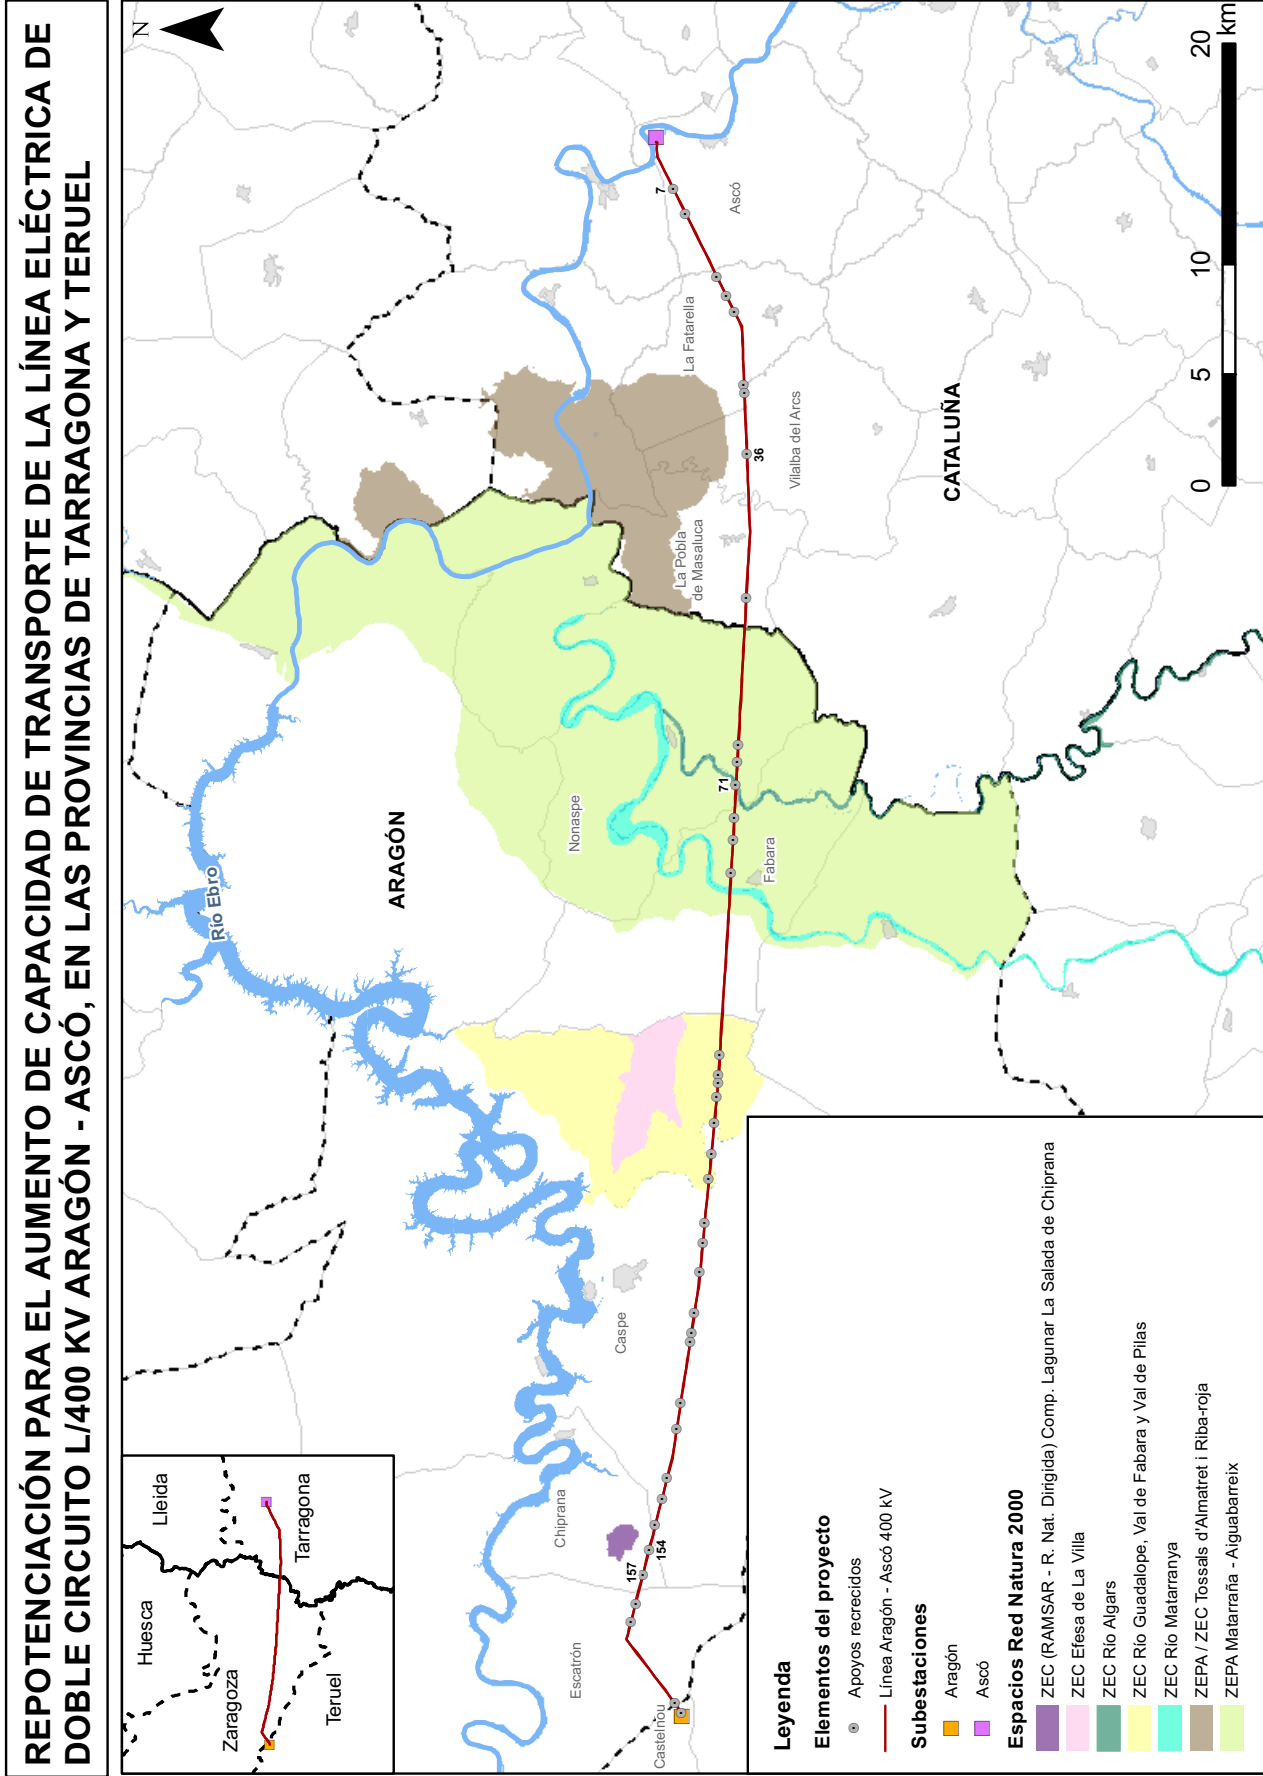 REPOTENCIACIÓN PARA EL AUMENTO DE CAPACIDAD DE TRANSPORTE DE LA LÍNEA ELÉCTRICA DE
DOBLE CIRCUITO L/400 KV ARAGÓN - ASCÓ, EN LAS PROVINCIAS DE TARRAGONA Y TERUEL
N
Huesca
Lleida
Zaragoza
Teruel
Tarragona
Río Ebro
ARAGÓN
CATALUÑA
Castelnou
Escatrón
Chiprana
Caspe
Nonaspe
Fabara
La Pobla
de Masaluca
Vilalba del Arcs
La Fatarella
Ascó
157
154
71
36
7
0
5
10
20
km
Leyenda
Elementos del proyecto
Apoyos recrecidos
Línea Aragón - Ascó 400 kV
Subestaciones
Aragón
Ascó
Espacios Red Natura 2000
ZEC (RAMSAR - R. Nat. Dirigida) Comp. Lagunar La Salada de Chiprana
ZEC Efesa de La Villa
ZEC Río Algars
ZEC Río Guadalope, Val de Fabara y Val de Pilas
ZEC Río Matarranya
ZEPA / ZEC Tossals d'Almatret i Riba-roja
ZEPA Matarraña - Aiguabarreix